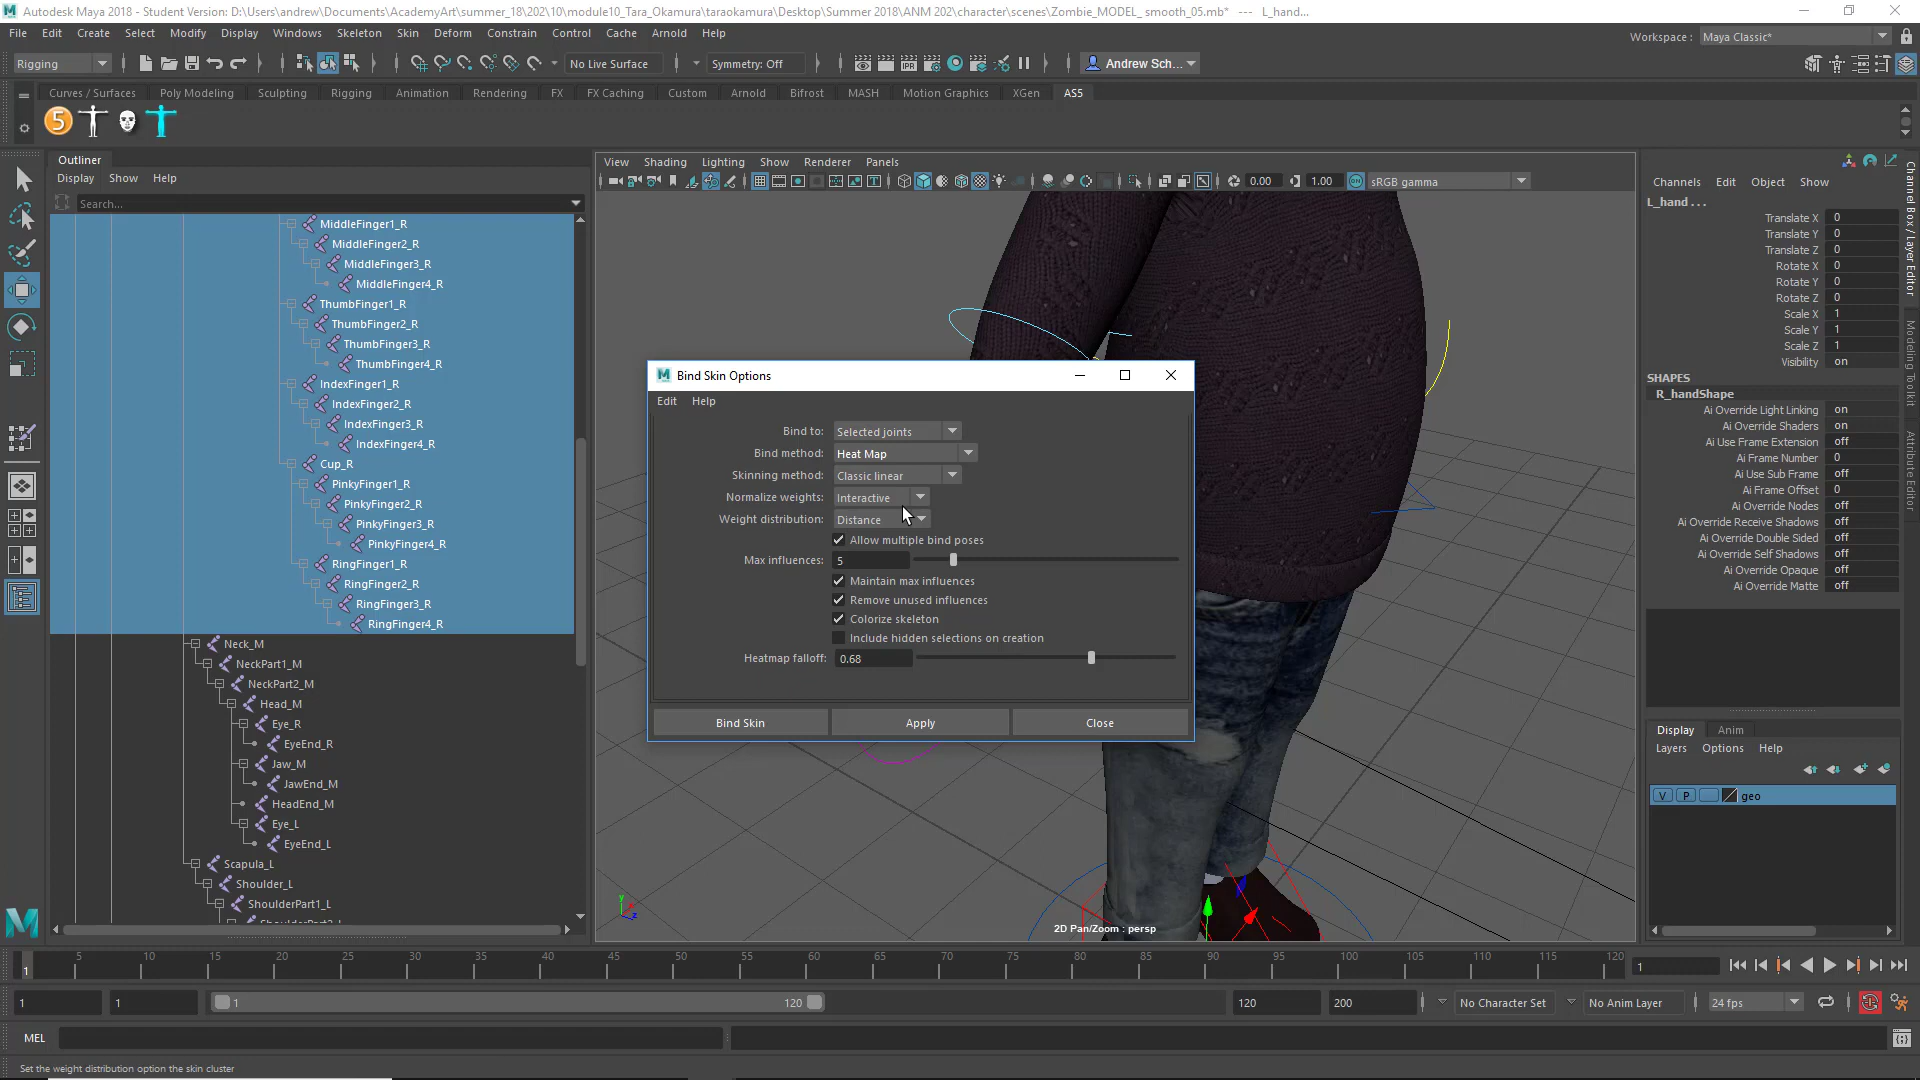 Autodesk Maya 2018 - Student Version: D:\Users\andrew\Documents\AcademyArt\summer_18\202\10\module10_Tara_Okamura\taraokamura\Desktop\Summer 2018\ANM 202\character\scenes\Zombie_MODEL_ smooth_05.mb* --- L_hand...
File Edit Create Select Modify Display Windows Skeleton Skin Deform Constrain Control Cache Arnold Help
Workspace : Maya Classic*
Rigging No Live Surface Symmetry: Off Andrew Sch...
Curves / Surfaces Poly Modeling Sculpting Rigging Animation Rendering FX FX Caching Custom Arnold Bifrost MASH Motion Graphics XGen AS5
5
Outliner
Display Show Help
Search...
MiddleFinger1_R
MiddleFinger2_R
MiddleFinger3_R
MiddleFinger4_R
ThumbFinger1_R
ThumbFinger2_R
ThumbFinger3_R
ThumbFinger4_R
IndexFinger1_R
IndexFinger2_R
IndexFinger3_R
IndexFinger4_R
Cup_R
PinkyFinger1_R
PinkyFinger2_R
PinkyFinger3_R
PinkyFinger4_R
RingFinger1_R
RingFinger2_R
RingFinger3_R
RingFinger4_R
Neck_M
NeckPart1_M
NeckPart2_M
Head_M
Eye_R
EyeEnd_R
Jaw_M
JawEnd_M
HeadEnd_M
Eye_L
EyeEnd_L
Scapula_L
Shoulder_L
ShoulderPart1_L
View Shading Lighting Show Renderer Panels
0.00 1.00 sRGB gamma
Bind Skin Options
Edit Help
Bind to: Selected joints
Bind method: Heat Map
Skinning method: Classic linear
Normalize weights: Interactive
Weight distribution: Distance
Allow multiple bind poses
Max influences: 5
Maintain max influences
Remove unused influences
Colorize skeleton
Include hidden selections on creation
Heatmap falloff: 0.68
Bind Skin Apply Close
y
z
2D Pan/Zoom : persp
Channels Edit Object Show
L_hand ...
Translate X 0
Translate Y 0
Translate Z 0
Rotate X 0
Rotate Y 0
Rotate Z 0
Scale X 1
Scale Y 1
Scale Z 1
Visibility on
SHAPES
R_handShape
Ai Override Light Linking on
Ai Override Shaders on
Ai Use Frame Extension off
Ai Frame Number 0
Ai Use Sub Frame off
Ai Frame Offset 0
Ai Override Nodes off
Ai Override Receive Shadows off
Ai Override Double Sided off
Ai Override Self Shadows off
Ai Override Opaque off
Ai Override Matte off
Channel Box / Layer Editor
Modeling Toolkit
Attribute Editor
Display Anim
Layers Options Help
V P geo
1 5 10 15 20 25 30 35 40 45 50 55 60 65 70 75 80 85 90 95 100 105 110 115 120
1
1 1 1 120 120 200 No Character Set No Anim Layer 24 fps
MEL
Set the weight distribution option the skin cluster